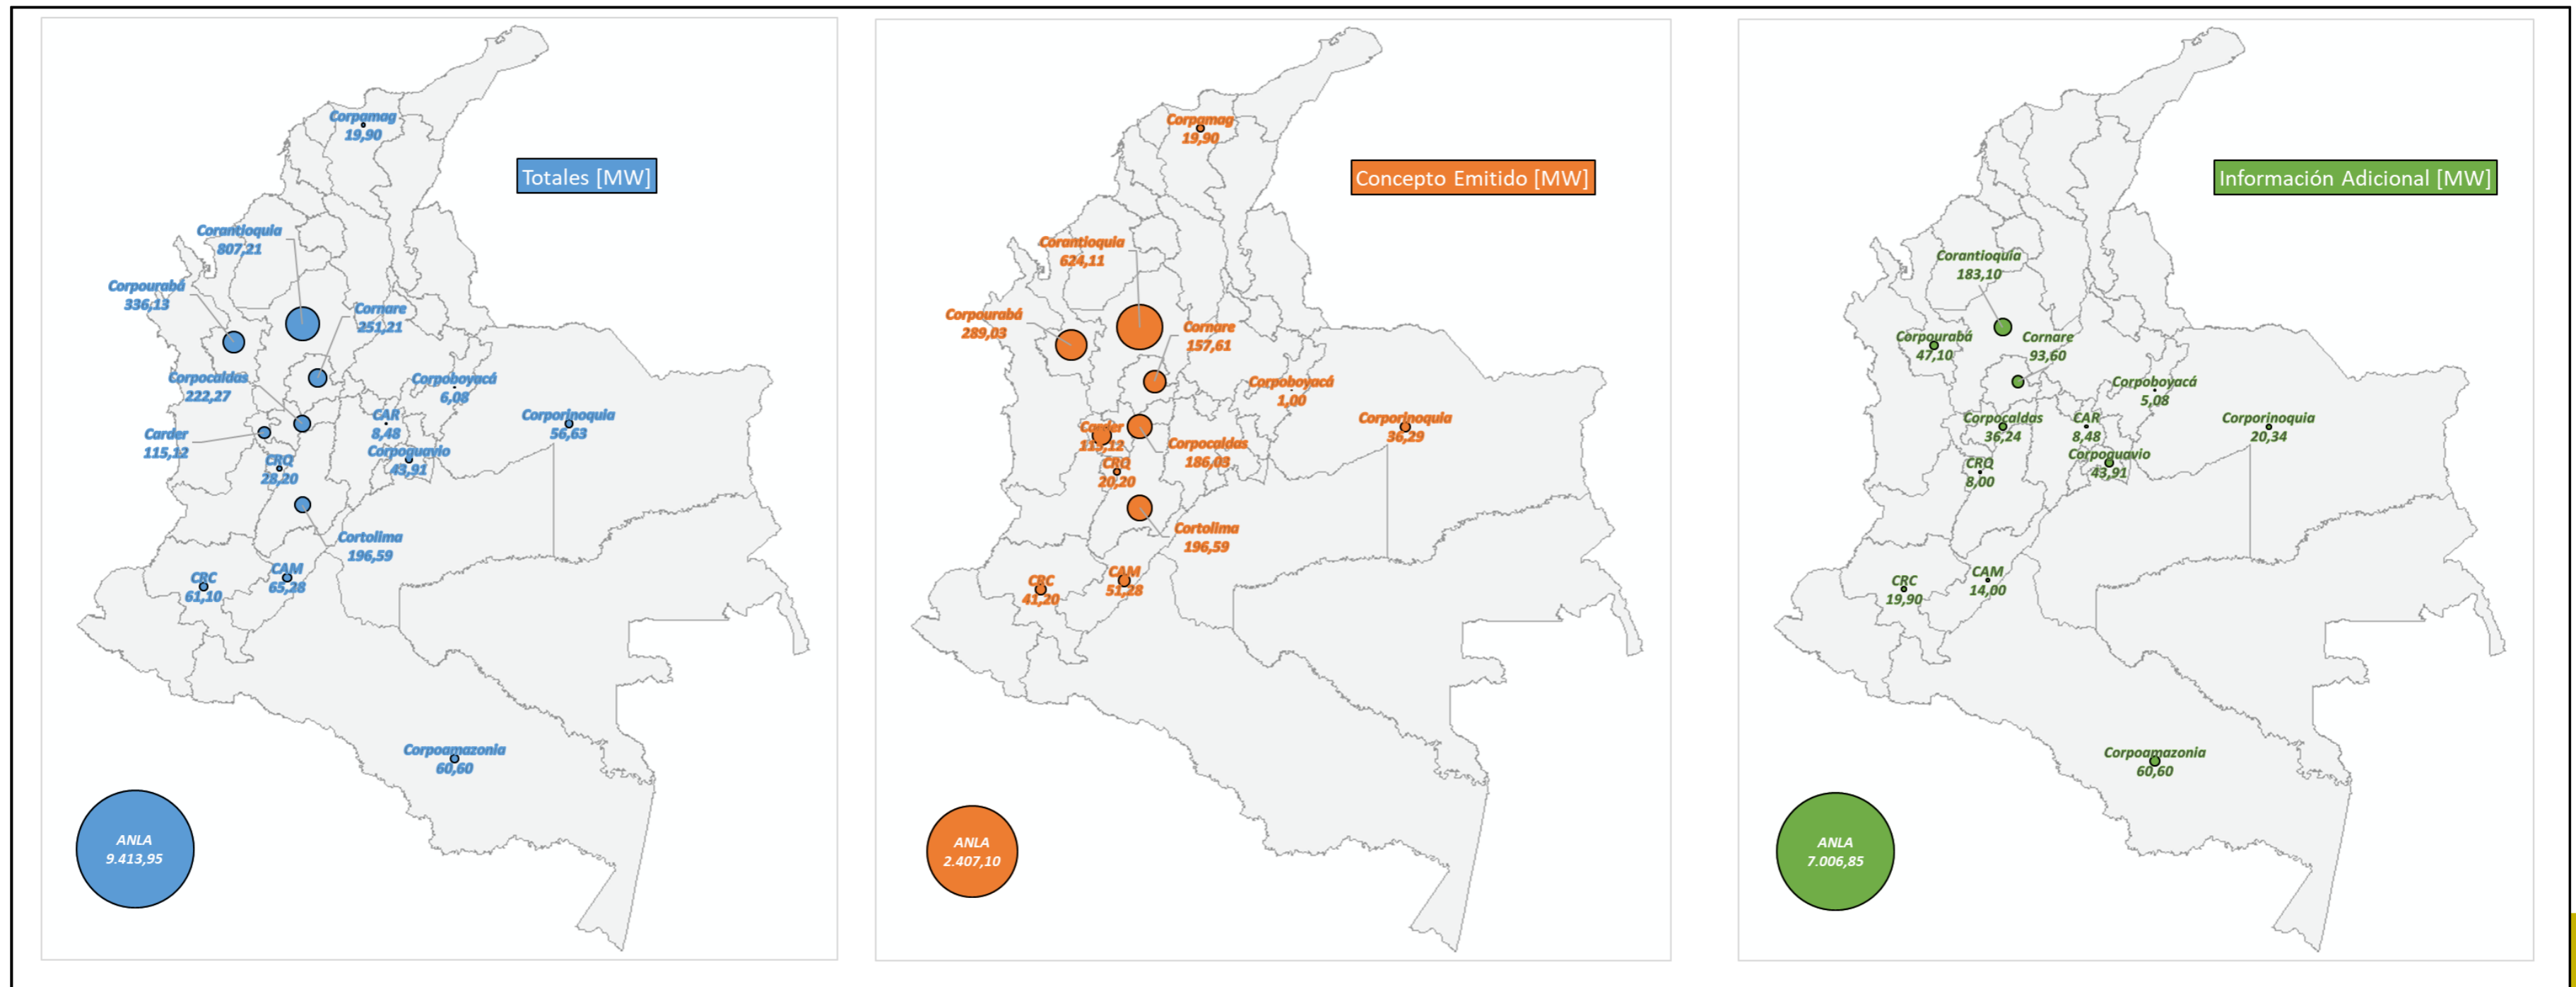 Totales [MW]
Corpamag
19,90
Corantioquia
807,21
Corpourabá
336,13
Cornare
251,21
Corpocaldas
222,27
Corpoboyacá
6,08
CAR
8,48
Corporinoquia
56,63
Carder
115,12
Corpoguavio
43,91
CRQ
28,20
Cortolima
196,59
CAM
65,28
CRC
61,10
Corpoamazonia
60,60
ANLA
9.413,95
Concepto Emitido [MW]
Corpamag
19,90
Corantioquia
624,11
Corpourabá
289,03
Cornare
157,61
Corpoboyacá
1,00
Corporinoquia
36,29
Carder
115,12
Corpocaldas
186,03
CRQ
20,20
Cortolima
196,59
CAM
51,28
CRC
41,20
ANLA
2.407,10
Información Adicional [MW]
Corantioquia
183,10
Corpourabá
47,10
Cornare
93,60
Corpoboyacá
5,08
Corpocaldas
36,24
CAR
8,48
Corporinoquia
20,34
Corpoguavio
43,91
CRQ
8,00
CAM
14,00
CRC
19,90
Corpoamazonia
60,60
ANLA
7.006,85